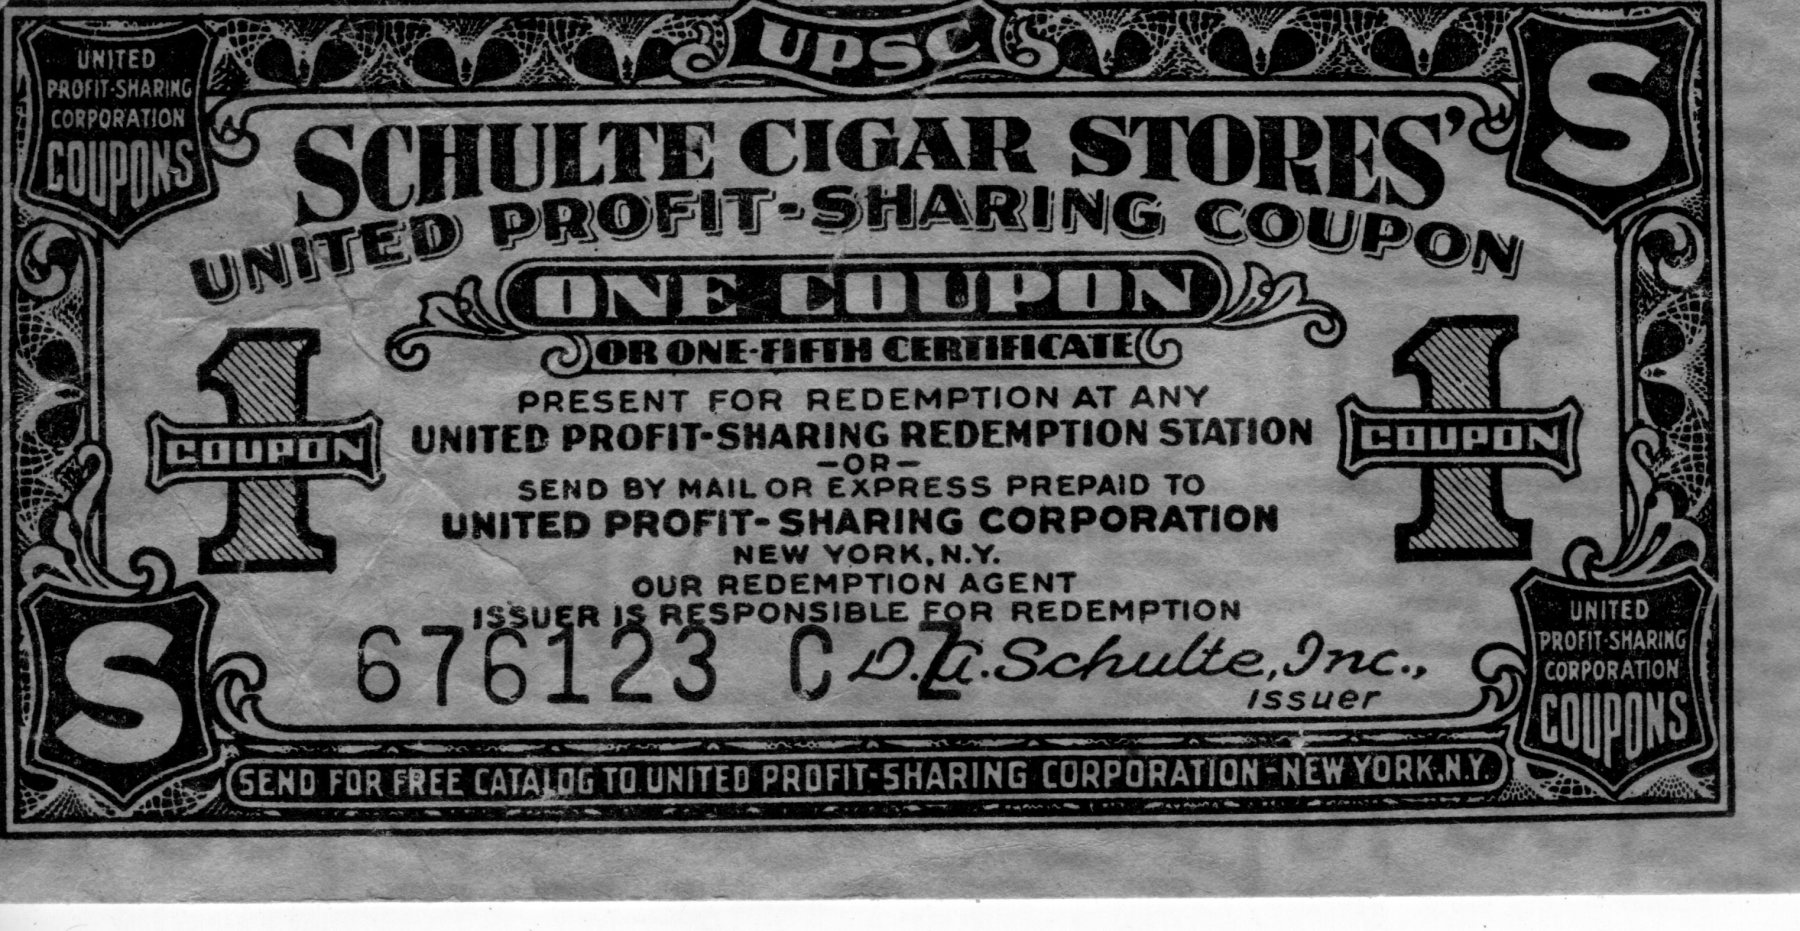 UPSC
UNITED
PROFIT-SHARING
CORPORATION
COUPONS
S
SCHULTE CIGAR STORES'
UNITED PROFIT-SHARING COUPON
ONE COUPON
OR ONE-FIFTH CERTIFICATE
1
COUPON
1
COUPON
PRESENT FOR REDEMPTION AT ANY
UNITED PROFIT-SHARING REDEMPTION STATION
-OR-
SEND BY MAIL OR EXPRESS PREPAID TO
UNITED PROFIT-SHARING CORPORATION
NEW YORK, N.Y.
OUR REDEMPTION AGENT
ISSUER IS RESPONSIBLE FOR REDEMPTION
676123 C Z
D.A. Schulte, Inc.,
Issuer
S
UNITED
PROFIT-SHARING
CORPORATION
COUPONS
SEND FOR FREE CATALOG TO UNITED PROFIT-SHARING CORPORATION-NEW YORK.N.Y.